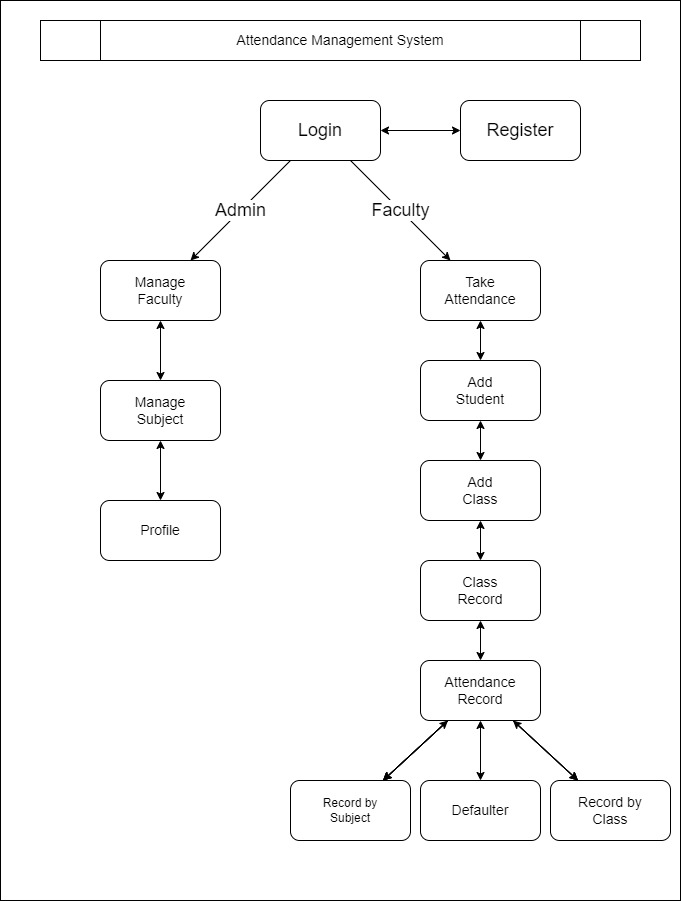 Attendance Management System
Login
Register
Admin
Faculty
Manage
Faculty
Take
Attendance
Add
Student
Manage
Subject
Add
Class
Profile
Class
Record
Attendance
Record
Record by
Subject
Defaulter
Record by
Class